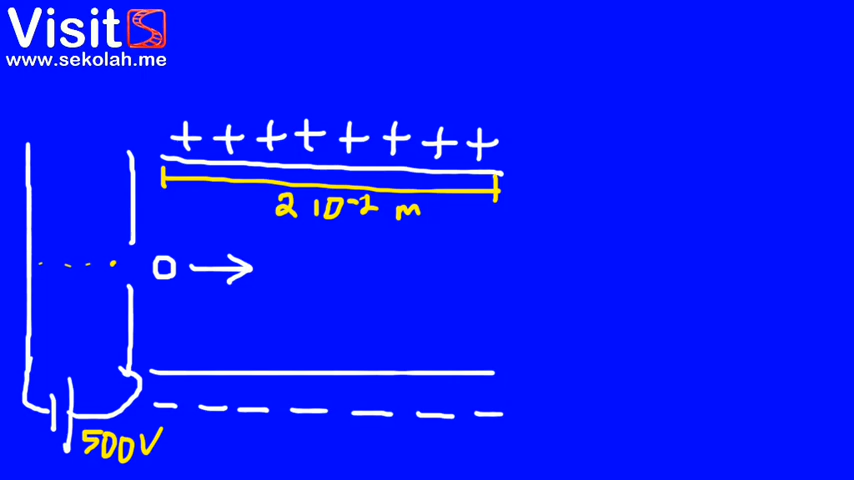 Visit S
www.sekolah.me
+ + + + + + + +
2 10⁻² m
500V